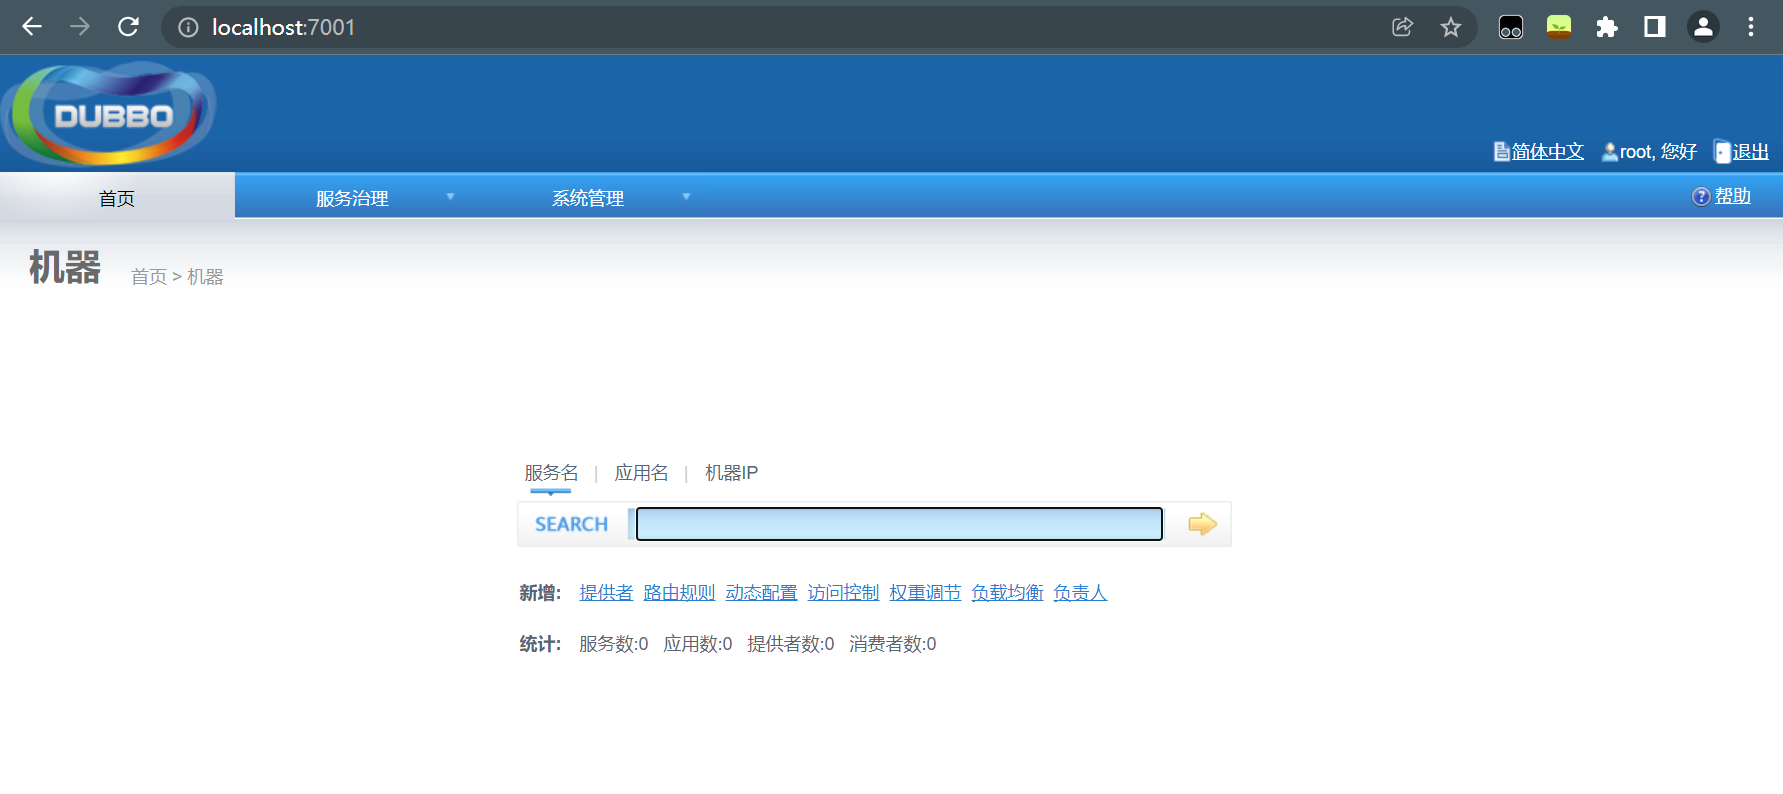 localhost:7001
DUBBO
简体中文 root, 您好 退出
首页 服务治理 系统管理 帮助
机器 首页 > 机器
服务名 | 应用名 | 机器IP
SEARCH
新增: 提供者 路由规则 动态配置 访问控制 权重调节 负载均衡 负责人
统计: 服务数:0 应用数:0 提供者数:0 消费者数:0